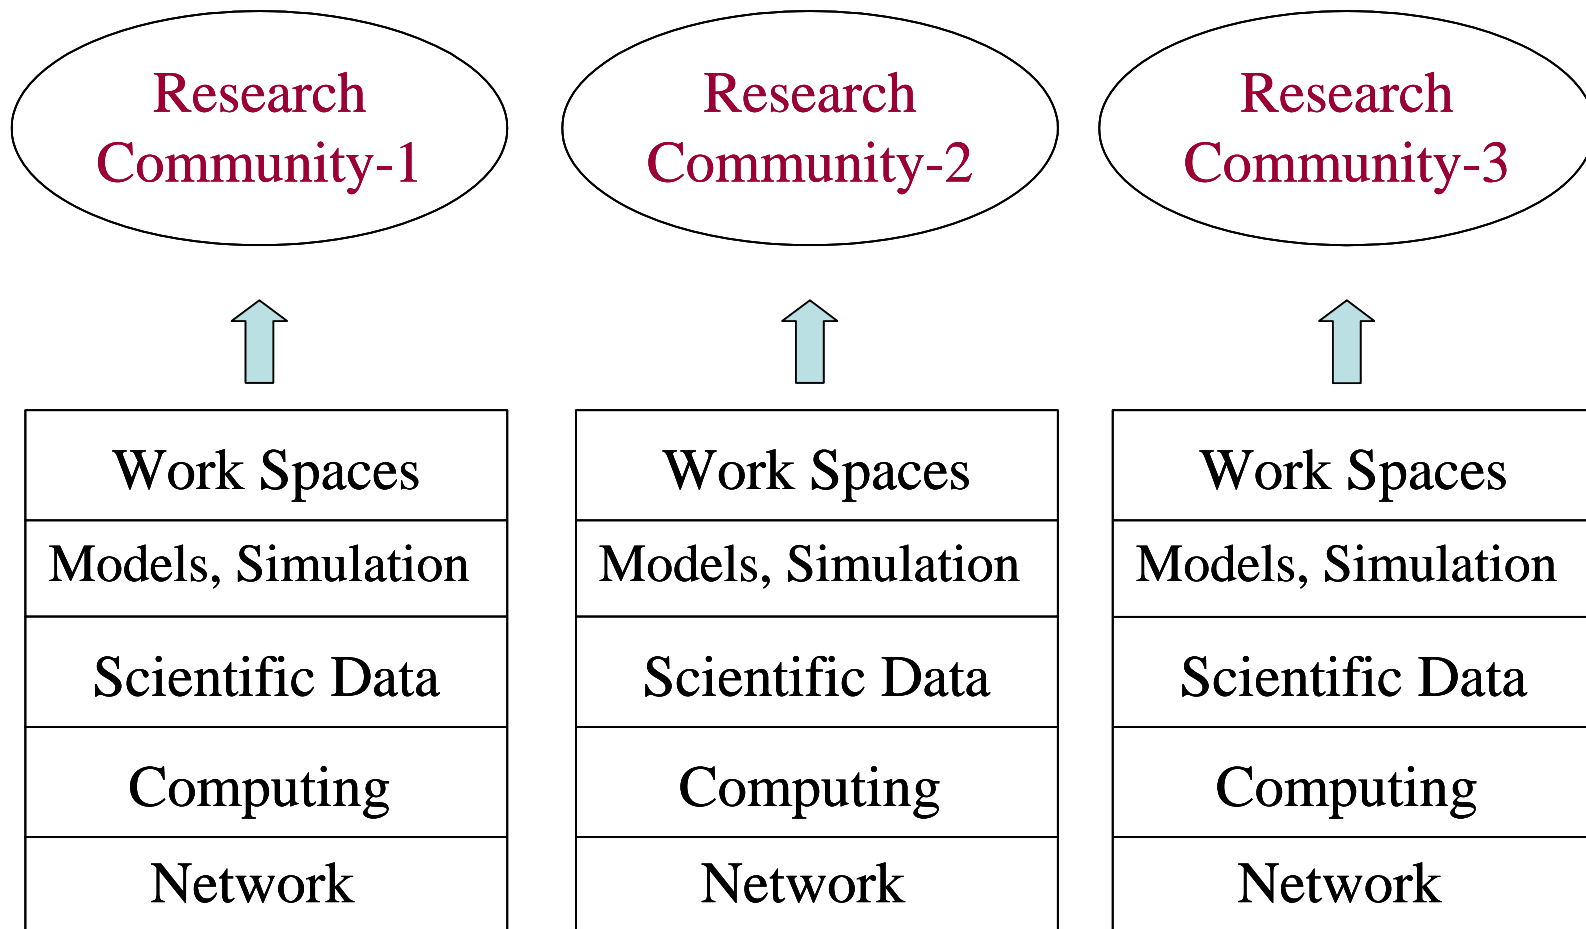 Research
Community-1
Research
Community-2
Research
Community-3
Work Spaces
Models, Simulation
Scientific Data
Computing
Network
Work Spaces
Models, Simulation
Scientific Data
Computing
Network
Work Spaces
Models, Simulation
Scientific Data
Computing
Network